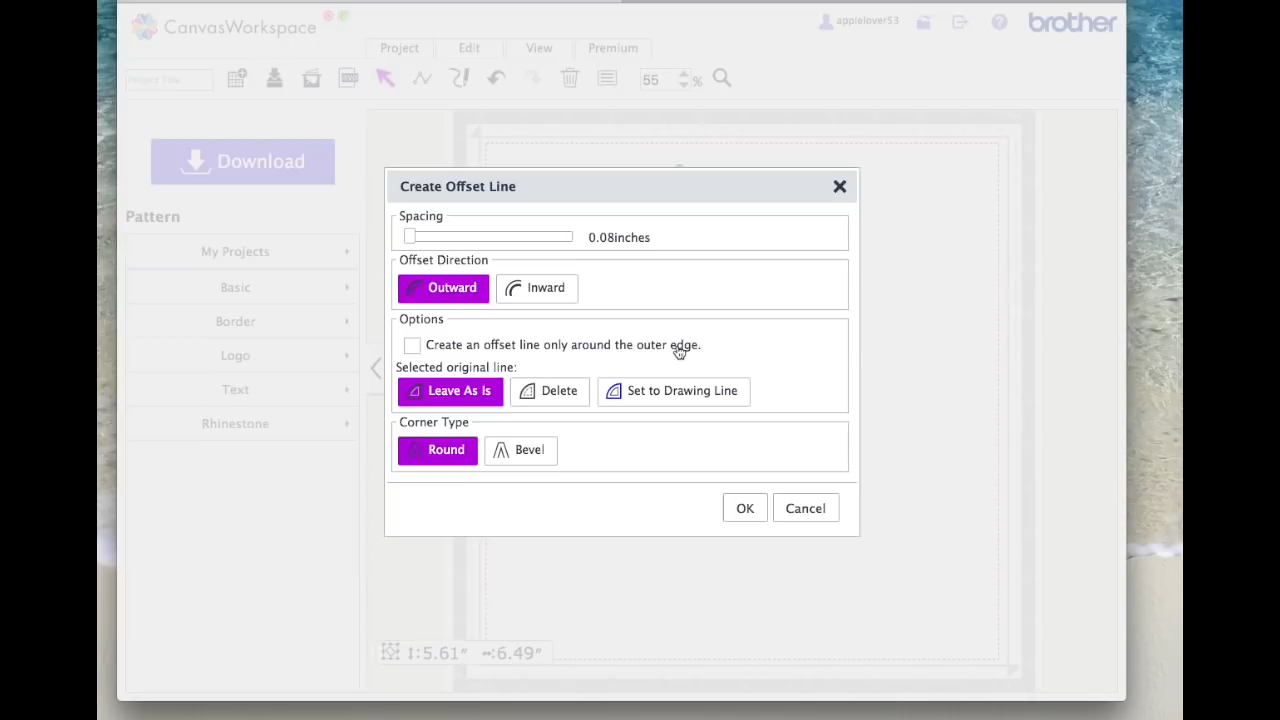 CanvasWorkspace
applelover53
brother
Project
Edit
View
Premium
Project Title
SVG
55
%
Download
Pattern
My Projects
Basic
Border
Logo
Text
Rhinestone
Create Offset Line
Spacing
0.08inches
Offset Direction
Outward
Inward
Options
Create an offset line only around the outer edge.
Selected original line:
Leave As Is
Delete
Set to Drawing Line
Corner Type
Round
Bevel
OK
Cancel
↕:5.61″ ↔:6.49″